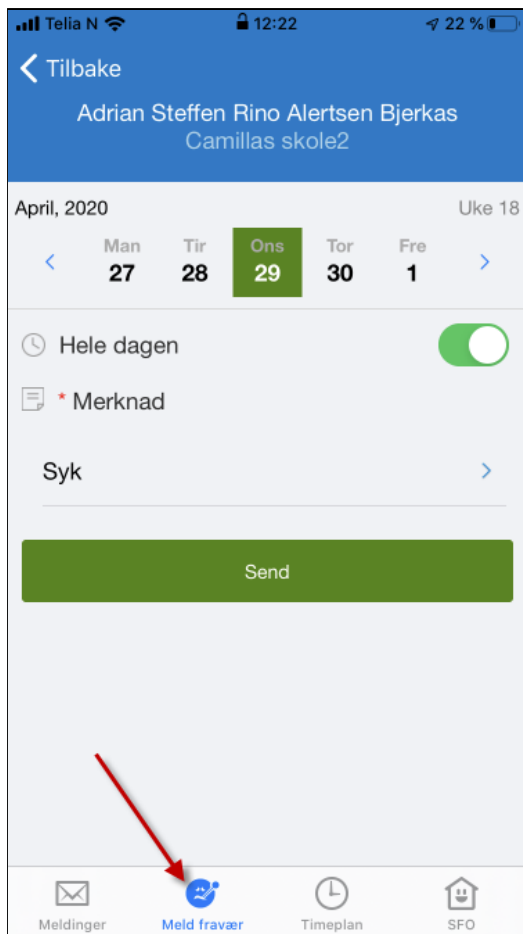 Telia N 12:22 22 %
Tilbake
Adrian Steffen Rino Alertsen Bjerkas
Camillas skole2
April, 2020 Uke 18
Man Tir Ons Tor Fre
27 28 29 30 1
Hele dagen
* Merknad
Syk
Send
Meldinger Meld fravær Timeplan SFO